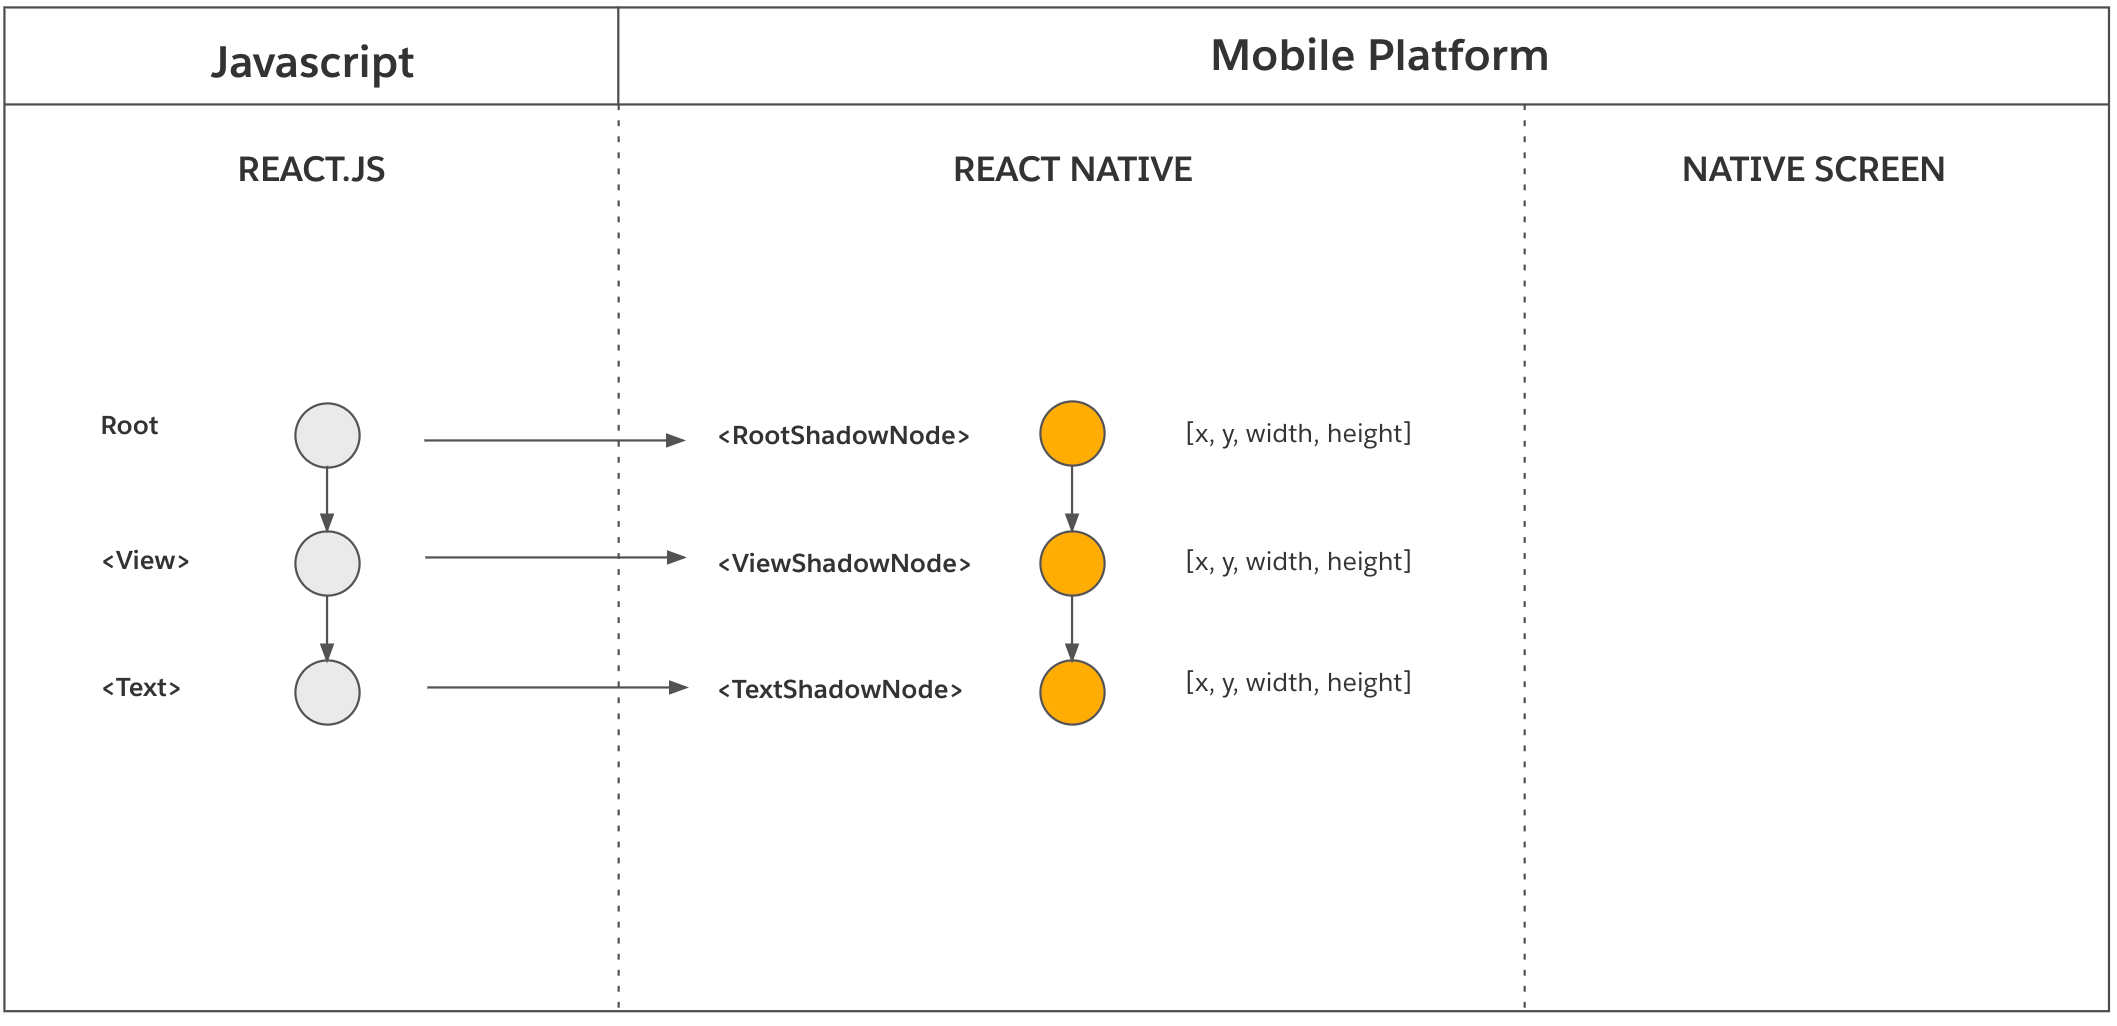 Javascript
Mobile Platform
REACT.JS
REACT NATIVE
NATIVE SCREEN
Root
<RootShadowNode>
[x, y, width, height]
<View>
<ViewShadowNode>
[x, y, width, height]
<Text>
<TextShadowNode>
[x, y, width, height]